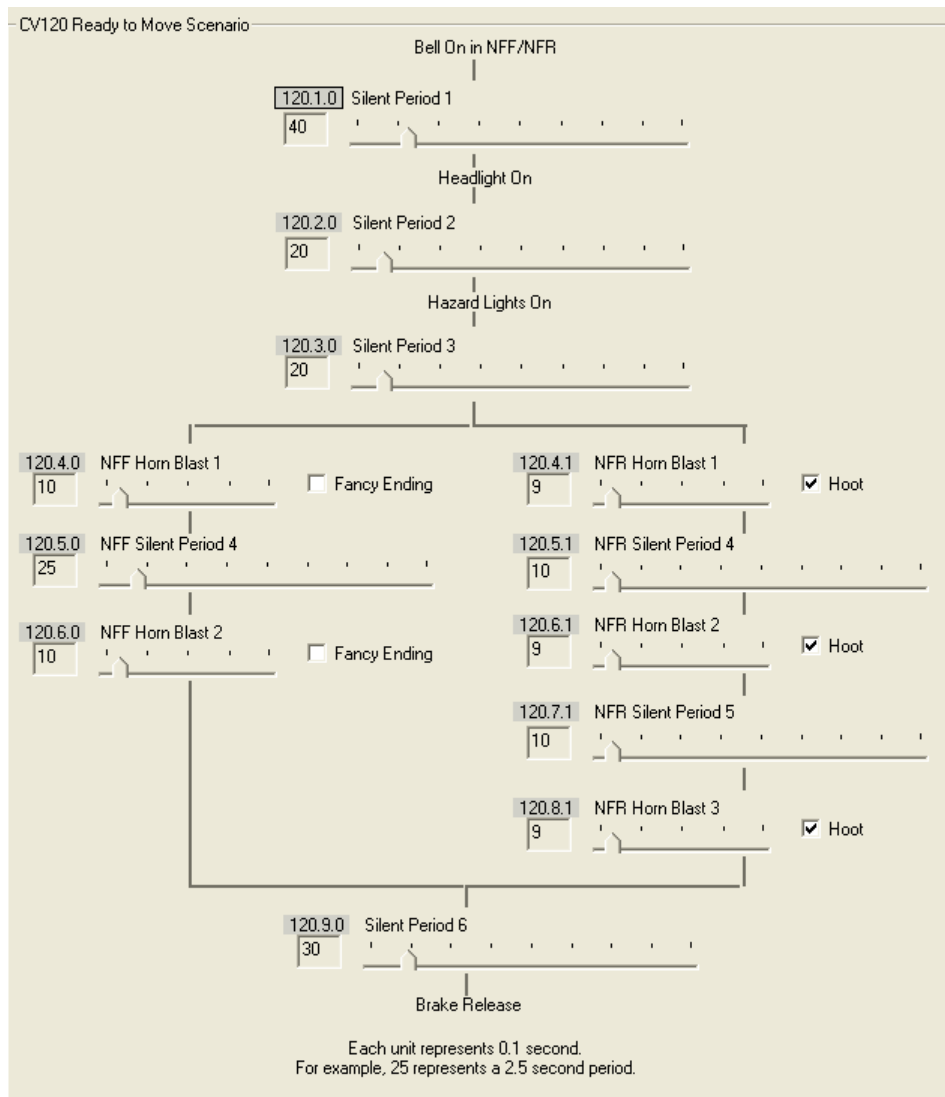 CV120 Ready to Move Scenario
Bell On in NFF/NFR
120.1.0 Silent Period 1
40
Headlight On
120.2.0 Silent Period 2
20
Hazard Lights On
120.3.0 Silent Period 3
20
120.4.0 NFF Horn Blast 1
10
Fancy Ending
120.4.1 NFR Horn Blast 1
9
Hoot
120.5.0 NFF Silent Period 4
25
120.5.1 NFR Silent Period 4
10
120.6.0 NFF Horn Blast 2
10
Fancy Ending
120.6.1 NFR Horn Blast 2
9
Hoot
120.7.1 NFR Silent Period 5
10
120.8.1 NFR Horn Blast 3
9
Hoot
120.9.0 Silent Period 6
30
Brake Release
Each unit represents 0.1 second.
For example, 25 represents a 2.5 second period.